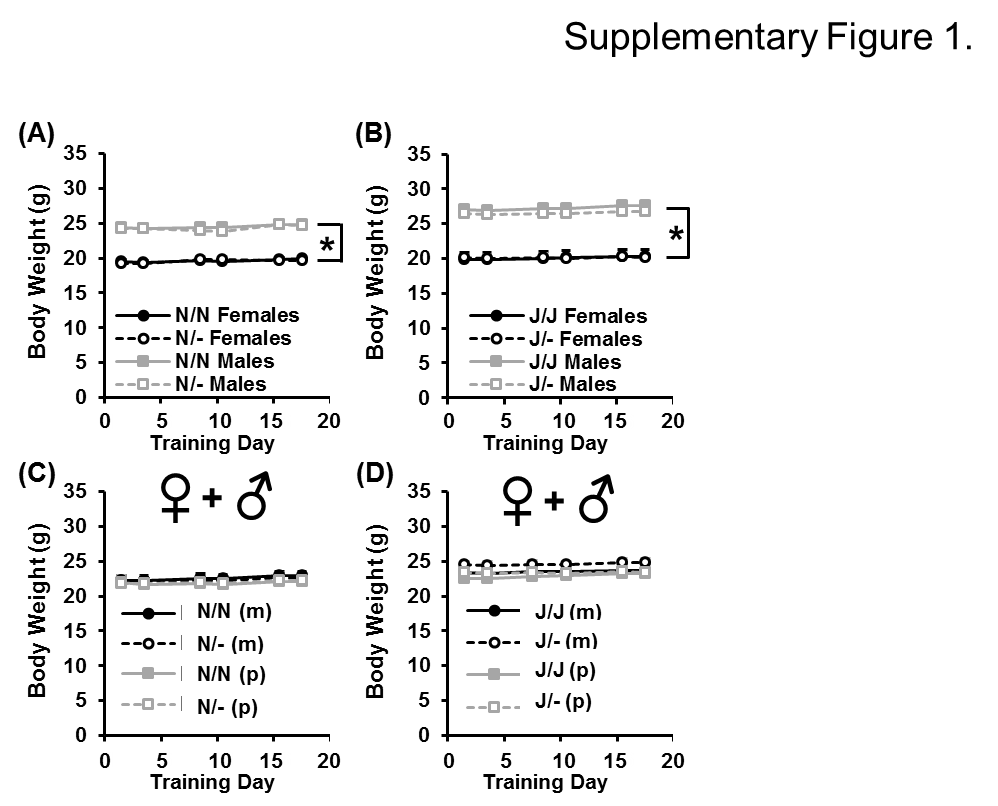 Supplementary Figure 1.
(A)
35
30
25
20
15
10
5
0
Body Weight (g)
*
N/N Females
N/- Females
N/N Males
N/- Males
0 5 10 15 20
Training Day
(B)
35
30
25
20
15
10
5
0
Body Weight (g)
*
J/J Females
J/- Females
J/J Males
J/- Males
0 5 10 15 20
Training Day
(C)
35
30
25
20
15
10
5
0
Body Weight (g)
♀ + ♂
N/N (m)
N/- (m)
N/N (p)
N/- (p)
0 5 10 15 20
Training Day
(D)
35
30
25
20
15
10
5
0
Body Weight (g)
♀ + ♂
J/J (m)
J/- (m)
J/J (p)
J/- (p)
0 5 10 15 20
Training Day